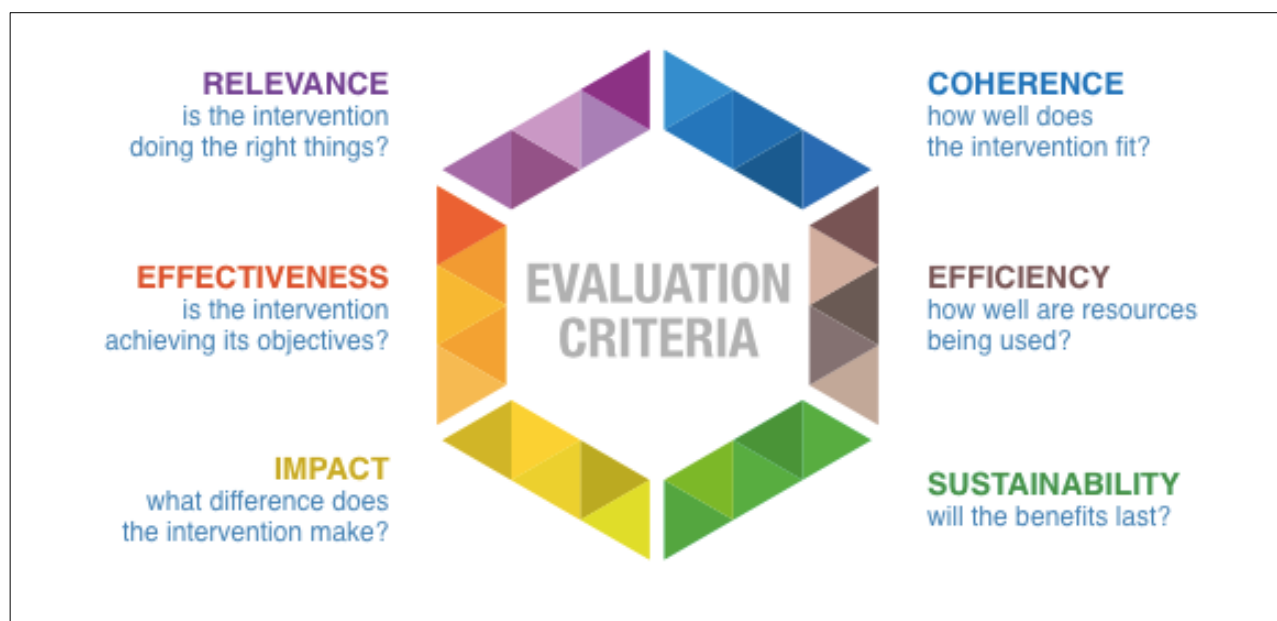 RELEVANCE
is the intervention
doing the right things?
COHERENCE
how well does
the intervention fit?
EFFECTIVENESS
is the intervention
achieving its objectives?
EVALUATION
CRITERIA
EFFICIENCY
how well are resources
being used?
IMPACT
what difference does
the intervention make?
SUSTAINABILITY
will the benefits last?